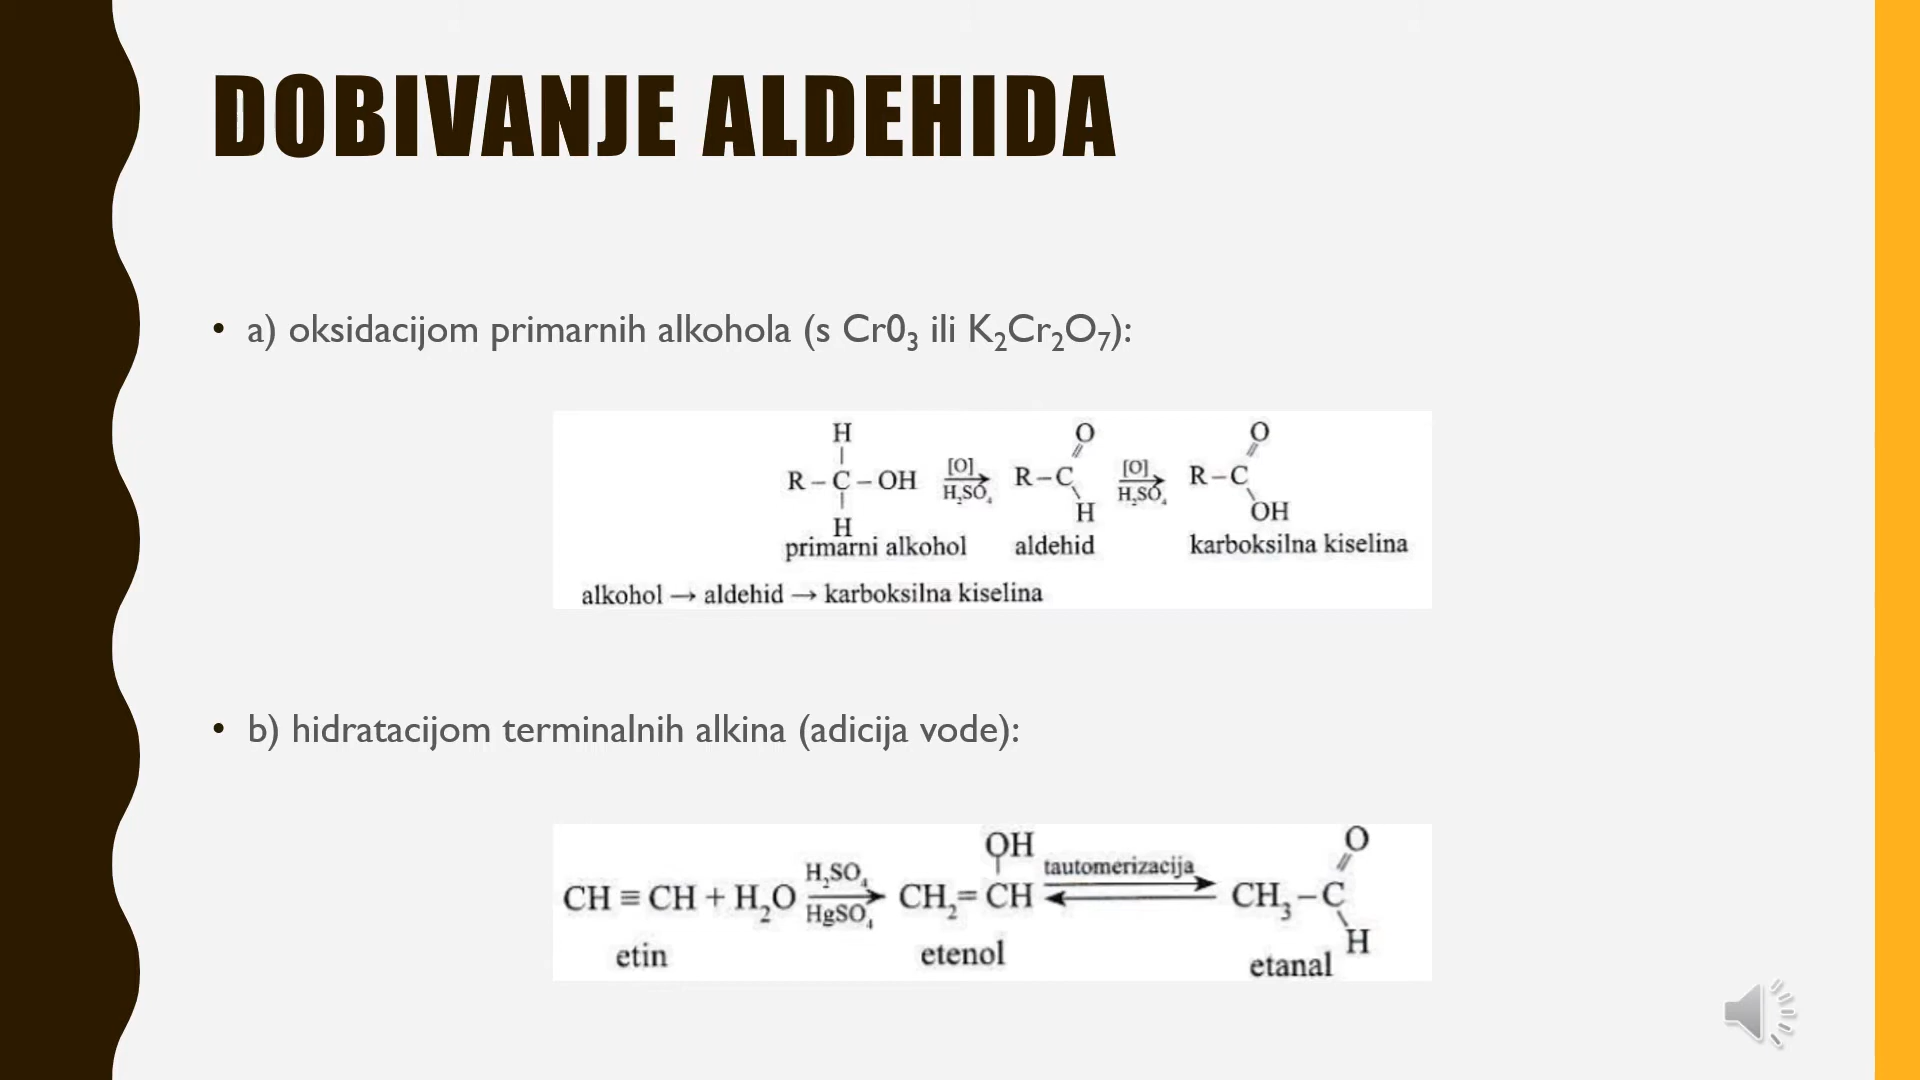 DOBIVANJE ALDEHIDA
• a) oksidacijom primarnih alkohola (s Cr0₃ ili K₂Cr₂O₇):
H
O
O
R – C – OH [O] H₂SO₄ R – C [O] H₂SO₄ R – C
H
H
OH
primarni alkohol aldehid karboksilna kiselina
alkohol → aldehid → karboksilna kiselina
• b) hidratacijom terminalnih alkina (adicija vode):
OH
O
CH ≡ CH + H₂O H₂SO₄ HgSO₄ CH₂= CH tautomerizacija CH₃ – C
H
etin etenol etanal